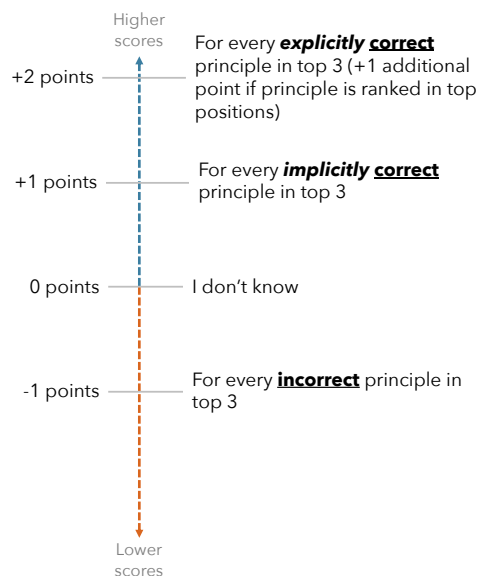 Higher
scores
+2 points
For every explicitly correct
principle in top 3 (+1 additional
point if principle is ranked in top
positions)
+1 points
For every implicitly correct
principle in top 3
0 points
I don't know
-1 points
For every incorrect principle in
top 3
Lower
scores